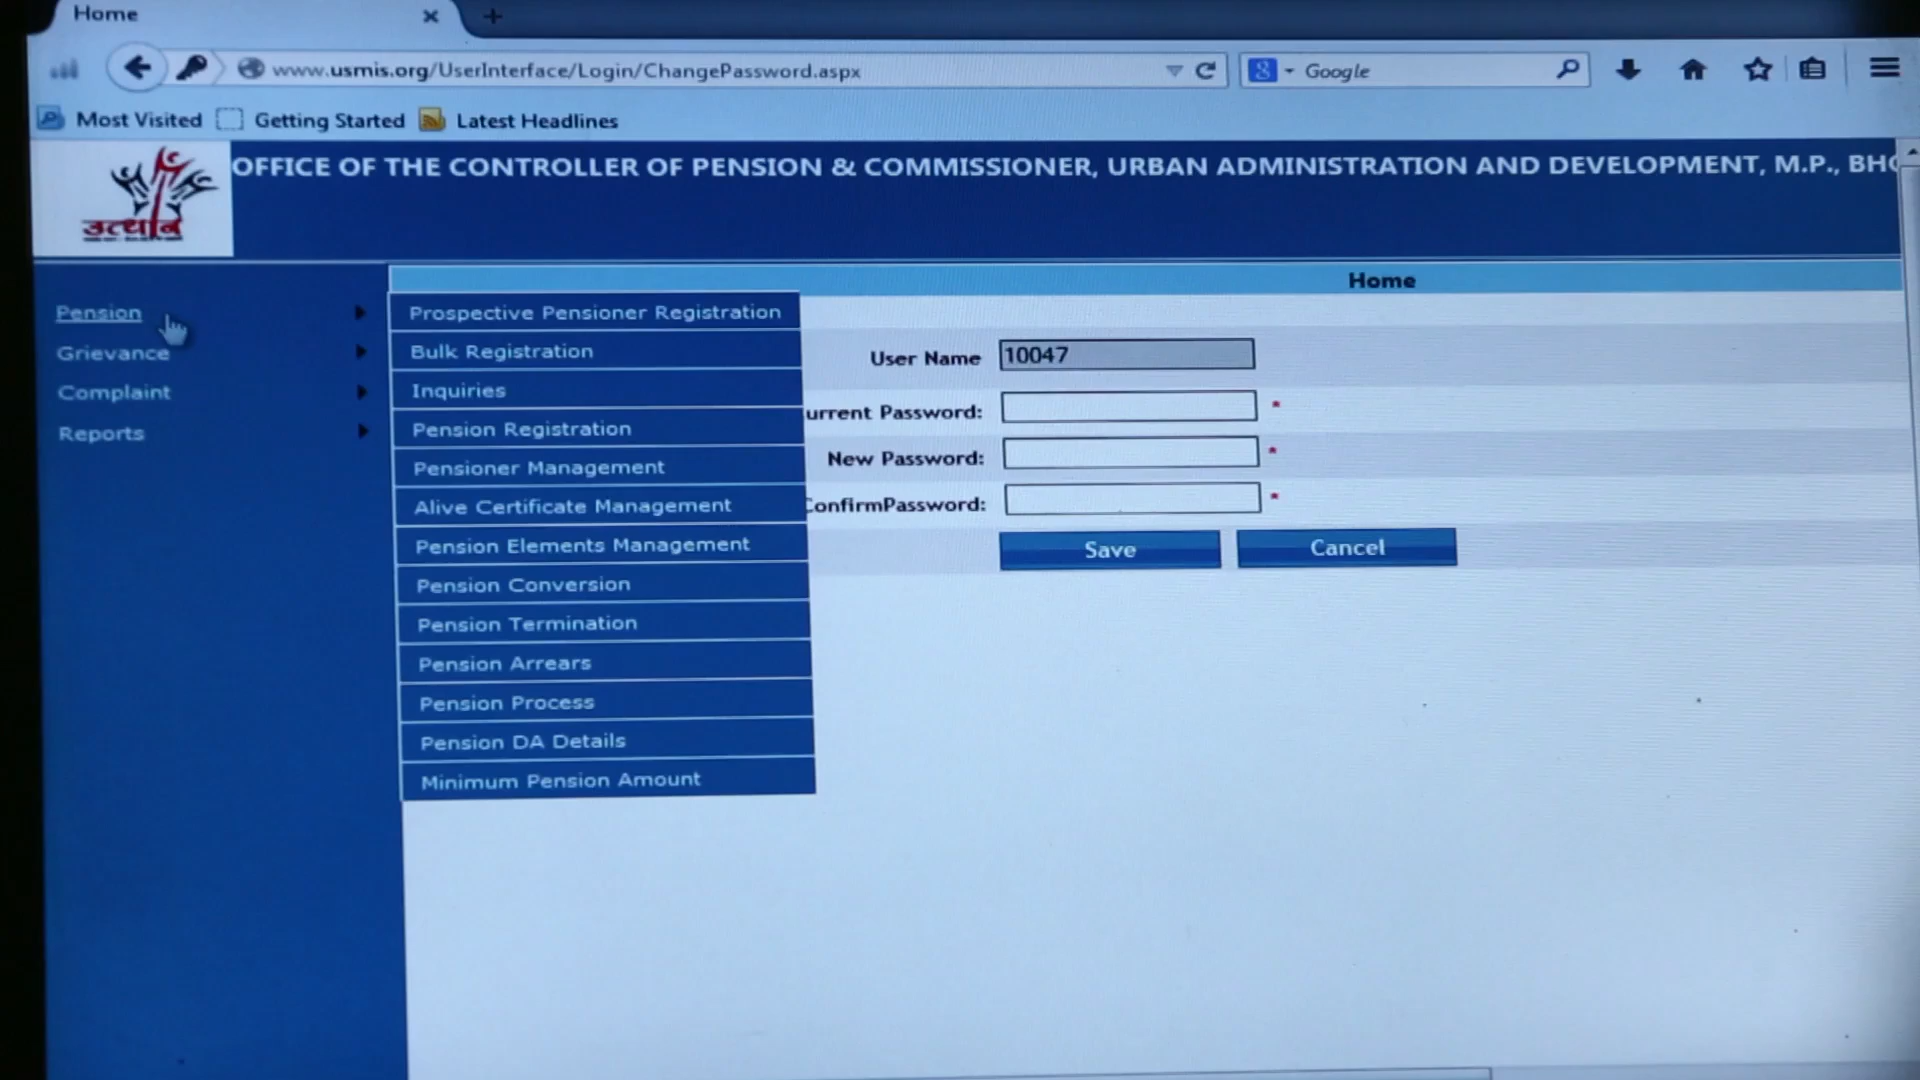 Home
www.usmis.org/UserInterface/Login/ChangePassword.aspx
Google
Most Visited Getting Started Latest Headlines
उत्थान
OFFICE OF THE CONTROLLER OF PENSION & COMMISSIONER, URBAN ADMINISTRATION AND DEVELOPMENT, M.P., BHO
Home
Pension
Grievance
Complaint
Reports
Prospective Pensioner Registration
Bulk Registration
Inquiries
Pension Registration
Pensioner Management
Alive Certificate Management
Pension Elements Management
Pension Conversion
Pension Termination
Pension Arrears
Pension Process
Pension DA Details
Minimum Pension Amount
User Name 10047
urrent Password: *
New Password: *
ConfirmPassword: *
Save Cancel